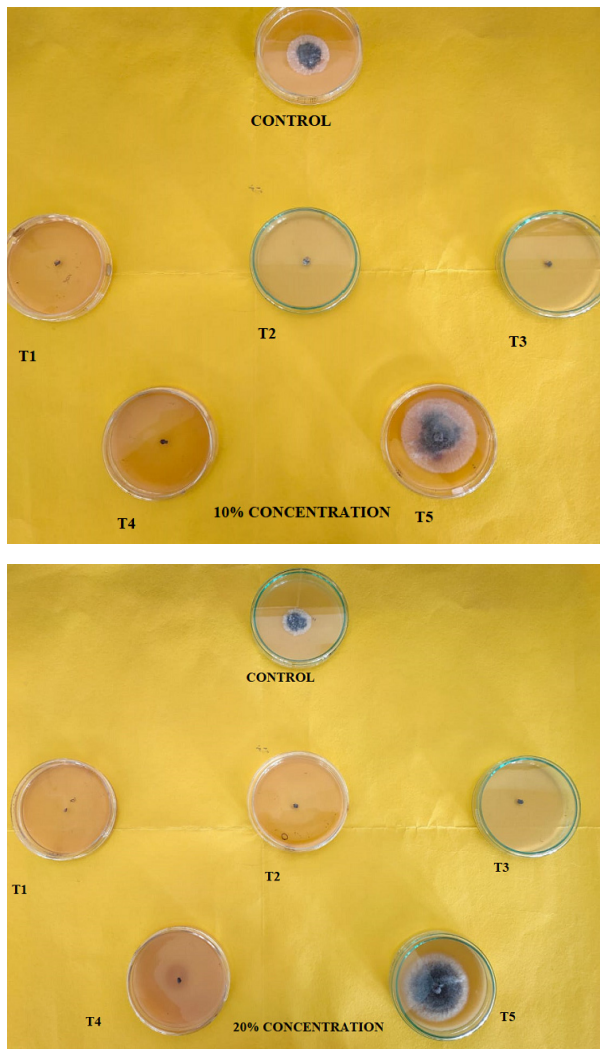 CONTROL
T1
T2
T3
T4
10% CONCENTRATION
T5
CONTROL
T1
T2
T3
T4
20% CONCENTRATION
T5